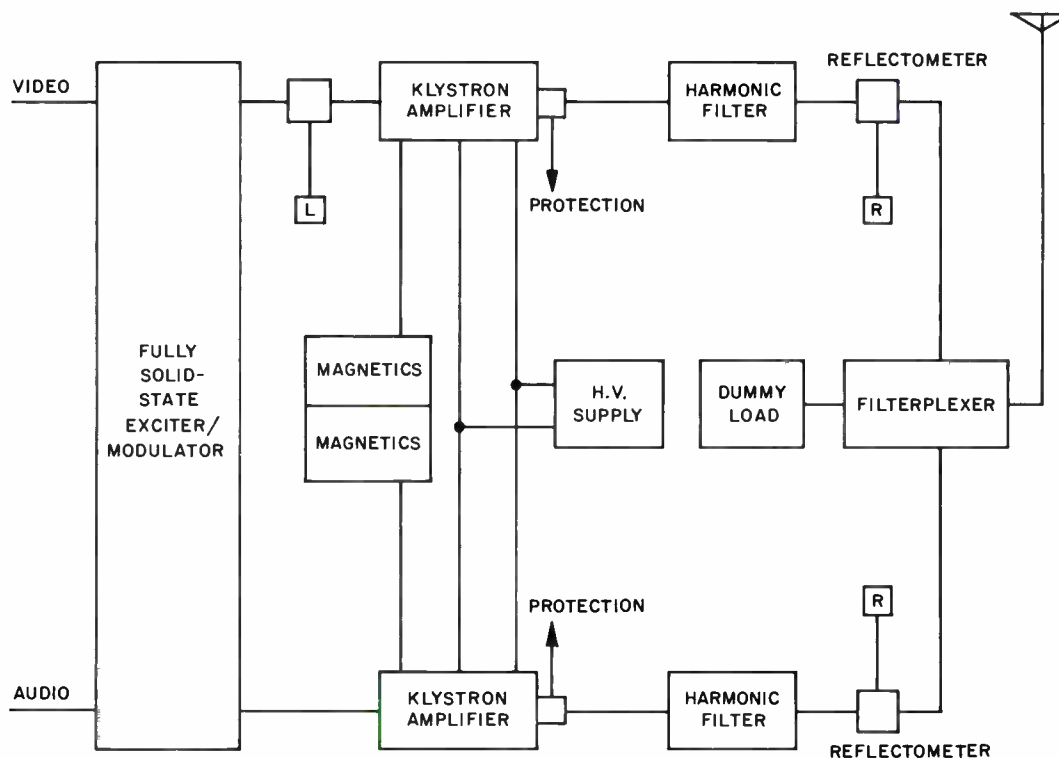 VIDEO
FULLY
SOLID-
STATE
EXCITER/
MODULATOR
AUDIO
L
KLYSTRON
AMPLIFIER
PROTECTION
HARMONIC
FILTER
REFLECTOMETER
R
MAGNETICS
MAGNETICS
H.V.
SUPPLY
DUMMY
LOAD
FILTERPLEXER
PROTECTION
R
KLYSTRON
AMPLIFIER
HARMONIC
FILTER
REFLECTOMETER